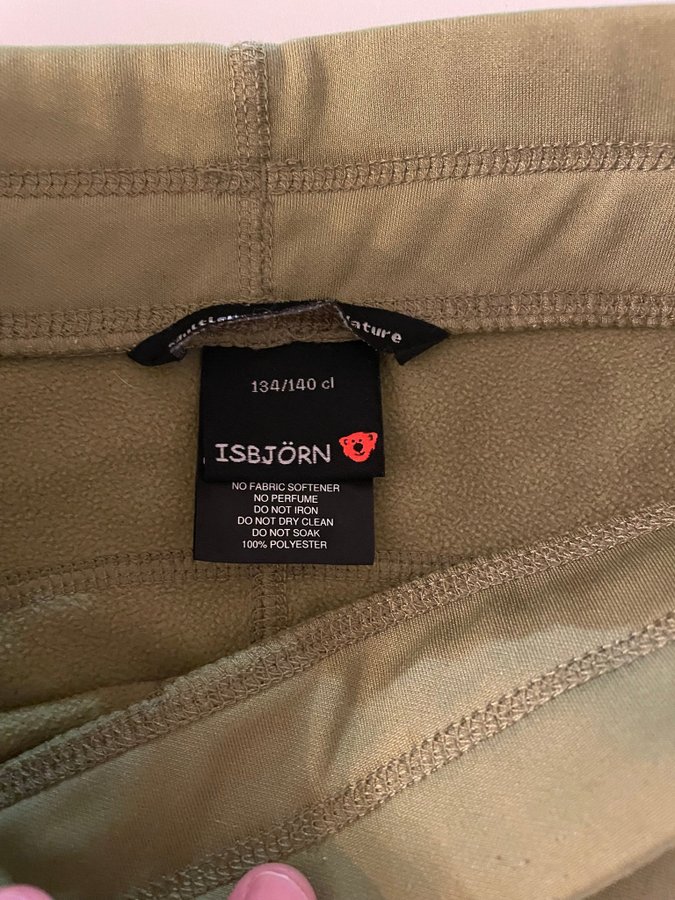 134/140 cl
ISBJÖRN
NO FABRIC SOFTENER
NO PERFUME
DO NOT IRON
DO NOT DRY CLEAN
DO NOT SOAK
100% POLYESTER